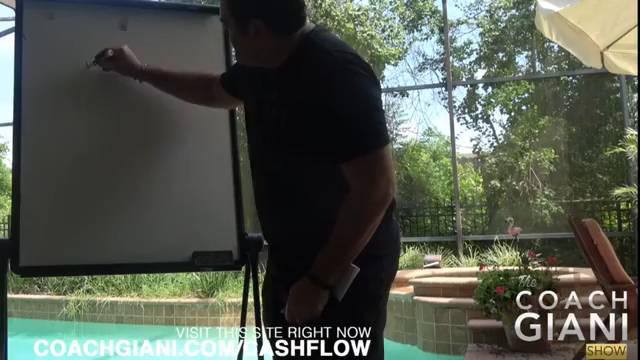 VISIT THIS SITE RIGHT NOW
COACHGIANI.COM/CASHFLOW
The
COACH
GIANI
SHOW